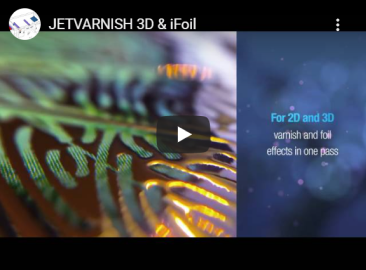 JETVARNISH 3D & iFoil
For 2D and 3D
varnish and foil
effects in one pass